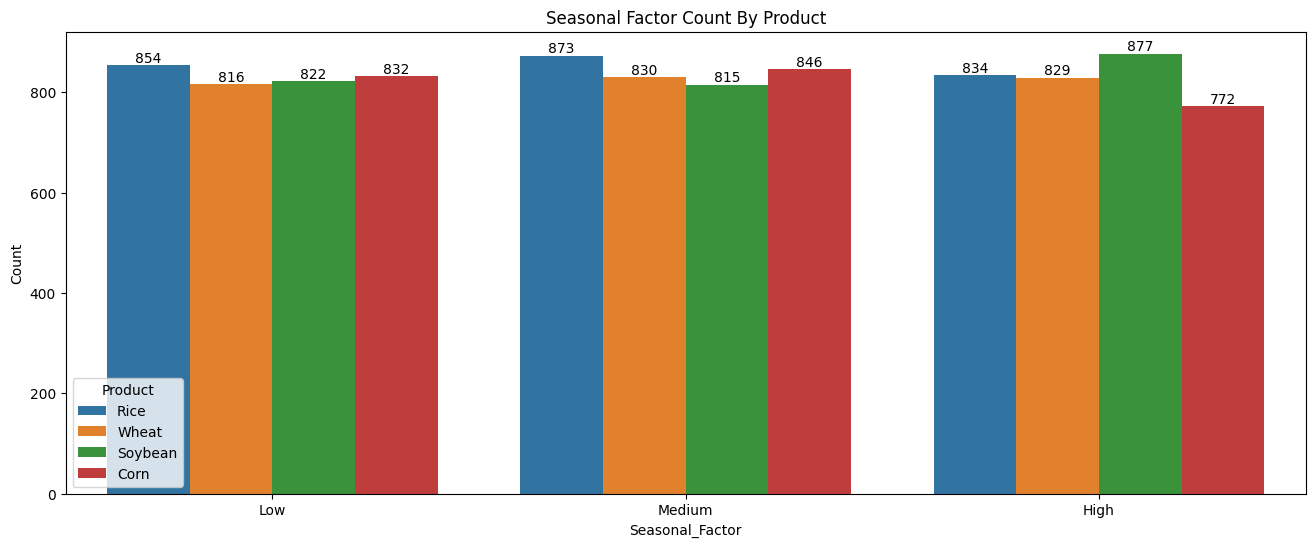 Seasonal Factor Count By Product
854
816
822
832
873
830
815
846
834
829
877
772
Count
800
600
400
200
0
Product
Rice
Wheat
Soybean
Corn
Low
Medium
High
Seasonal_Factor